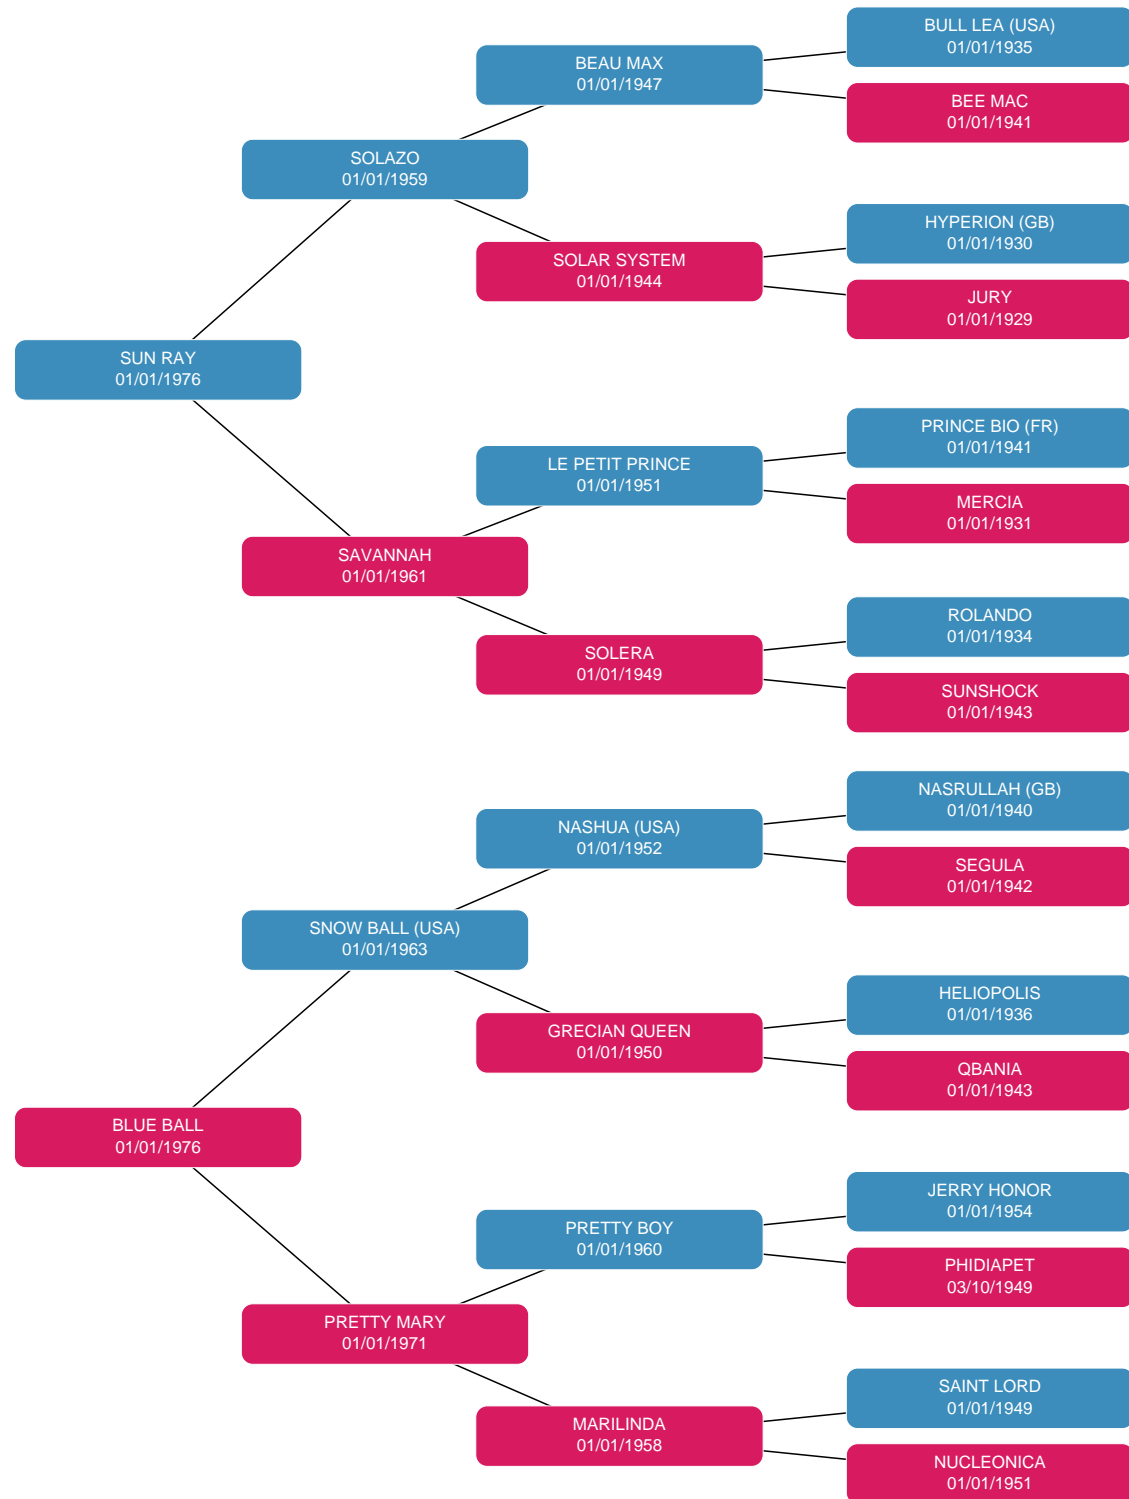 BULL LEA (USA)
01/01/1935
BEAU MAX
01/01/1947
BEE MAC
01/01/1941
SOLAZO
01/01/1959
HYPERION (GB)
01/01/1930
SOLAR SYSTEM
01/01/1944
JURY
01/01/1929
SUN RAY
01/01/1976
PRINCE BIO (FR)
01/01/1941
LE PETIT PRINCE
01/01/1951
MERCIA
01/01/1931
SAVANNAH
01/01/1961
ROLANDO
01/01/1934
SOLERA
01/01/1949
SUNSHOCK
01/01/1943
NASRULLAH (GB)
01/01/1940
NASHUA (USA)
01/01/1952
SEGULA
01/01/1942
SNOW BALL (USA)
01/01/1963
HELIOPOLIS
01/01/1936
GRECIAN QUEEN
01/01/1950
QBANIA
01/01/1943
BLUE BALL
01/01/1976
JERRY HONOR
01/01/1954
PRETTY BOY
01/01/1960
PHIDIAPET
03/10/1949
PRETTY MARY
01/01/1971
SAINT LORD
01/01/1949
MARILINDA
01/01/1958
NUCLEONICA
01/01/1951